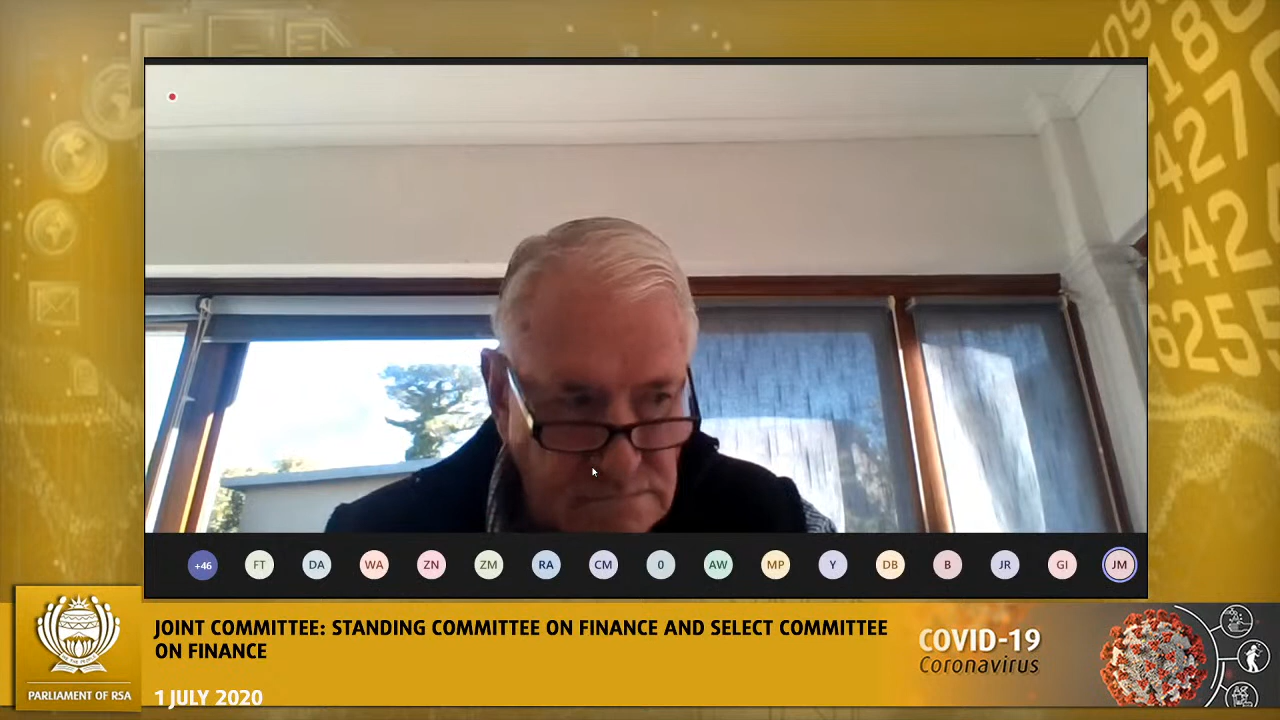 +46 FT DA WA ZN ZM RA CM 0 AW MP Y DB B JR GI JM
JOINT COMMITTEE: STANDING COMMITTEE ON FINANCE AND SELECT COMMITTEE
ON FINANCE
COVID-19
Coronavirus
PARLIAMENT OF RSA
1 JULY 2020
6255